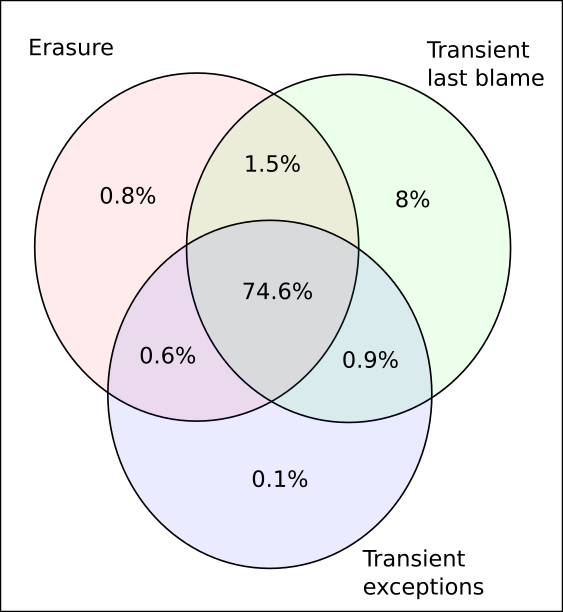 Erasure
Transient
last blame
1.5%
0.8%
8%
74.6%
0.6%
0.9%
0.1%
Transient
exceptions